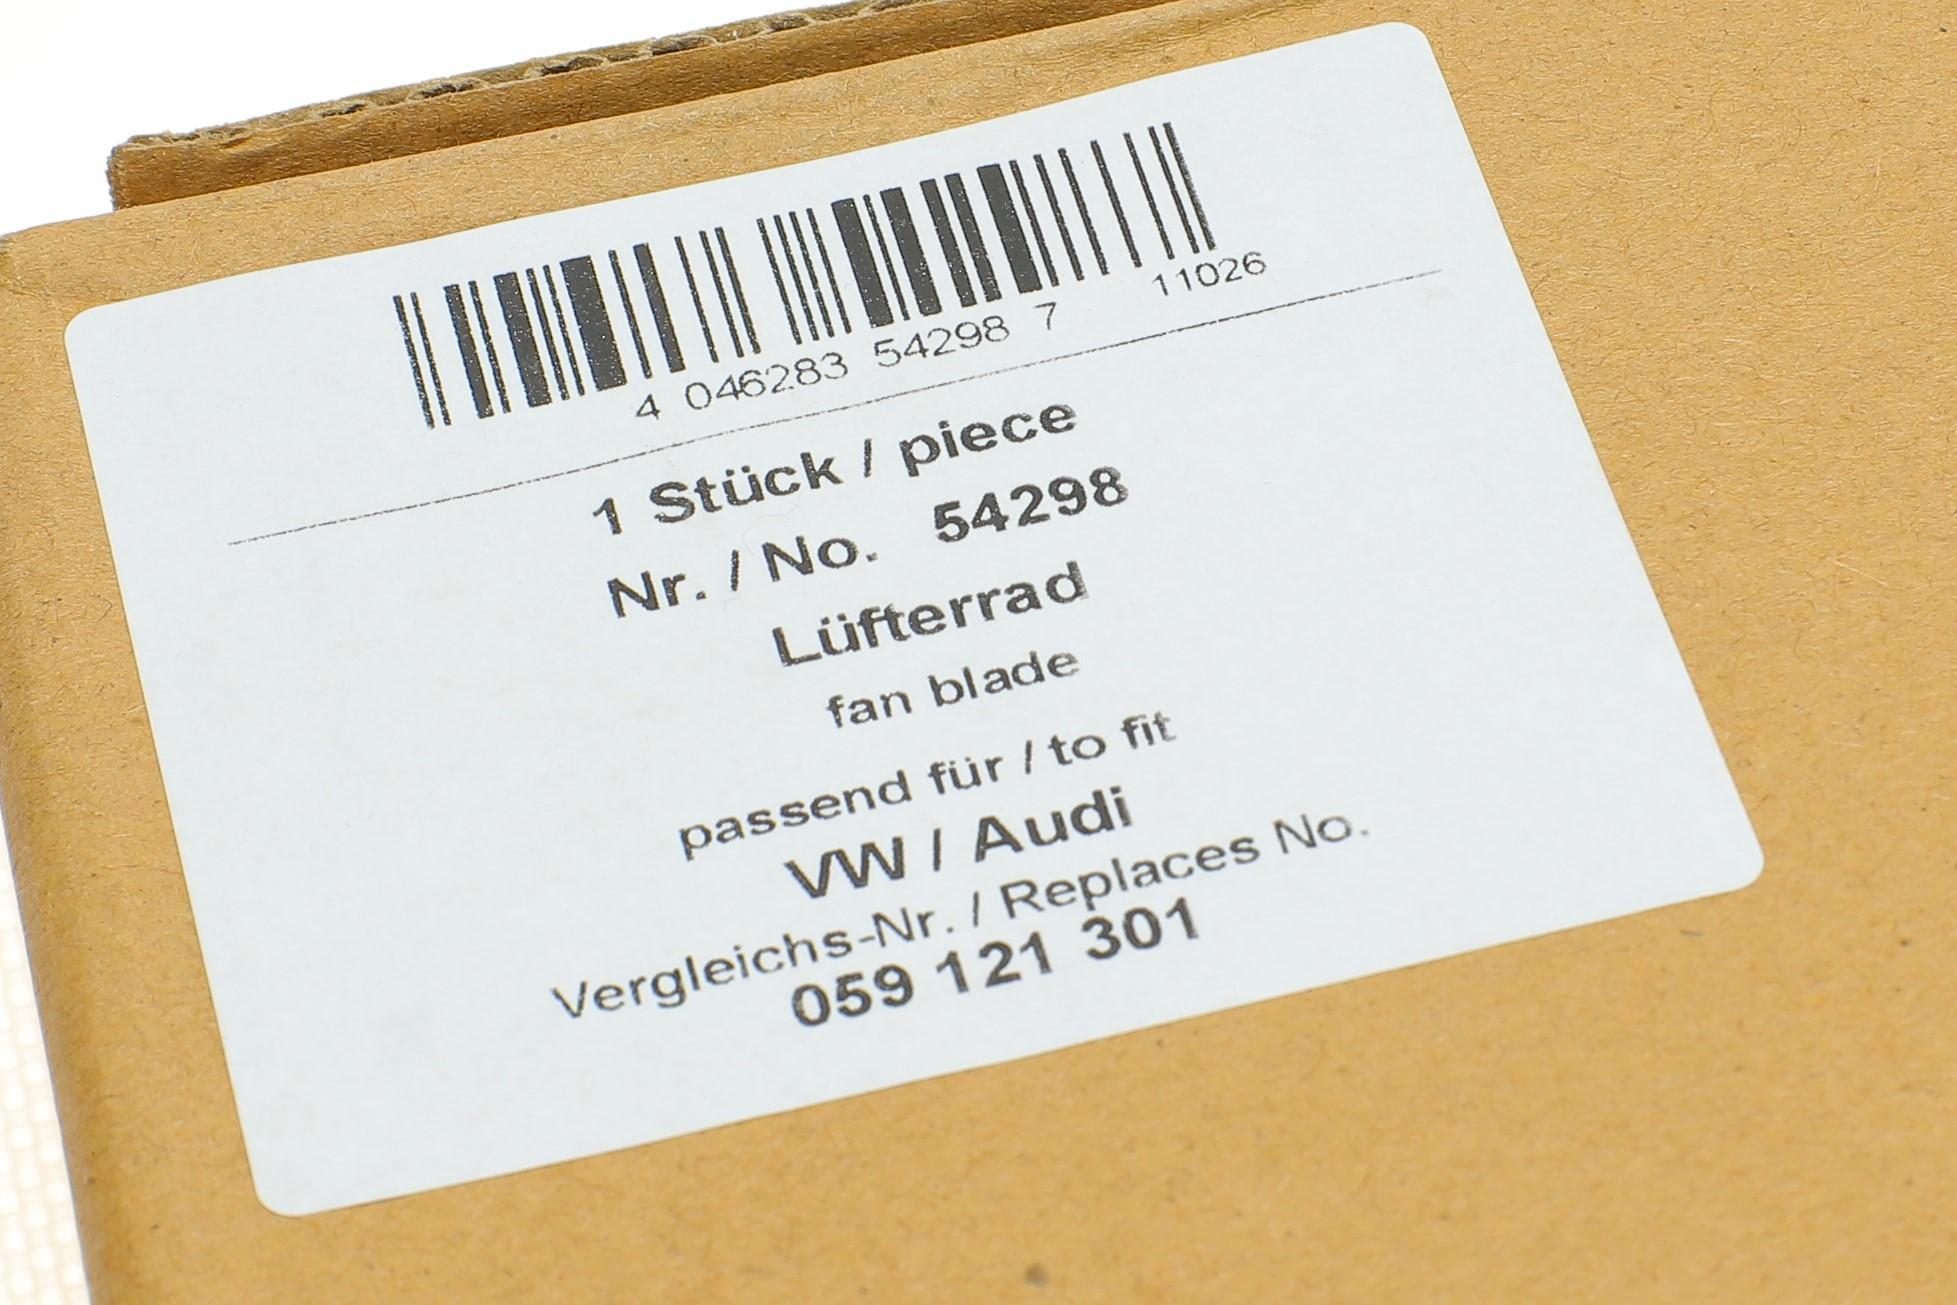 4 046283 54298 7 11026
1 Stück / piece
Nr. / No. 54298
Lüfterrad
fan blade
passend für / to fit
VW / Audi
Vergleichs-Nr. / Replaces No.
059 121 301